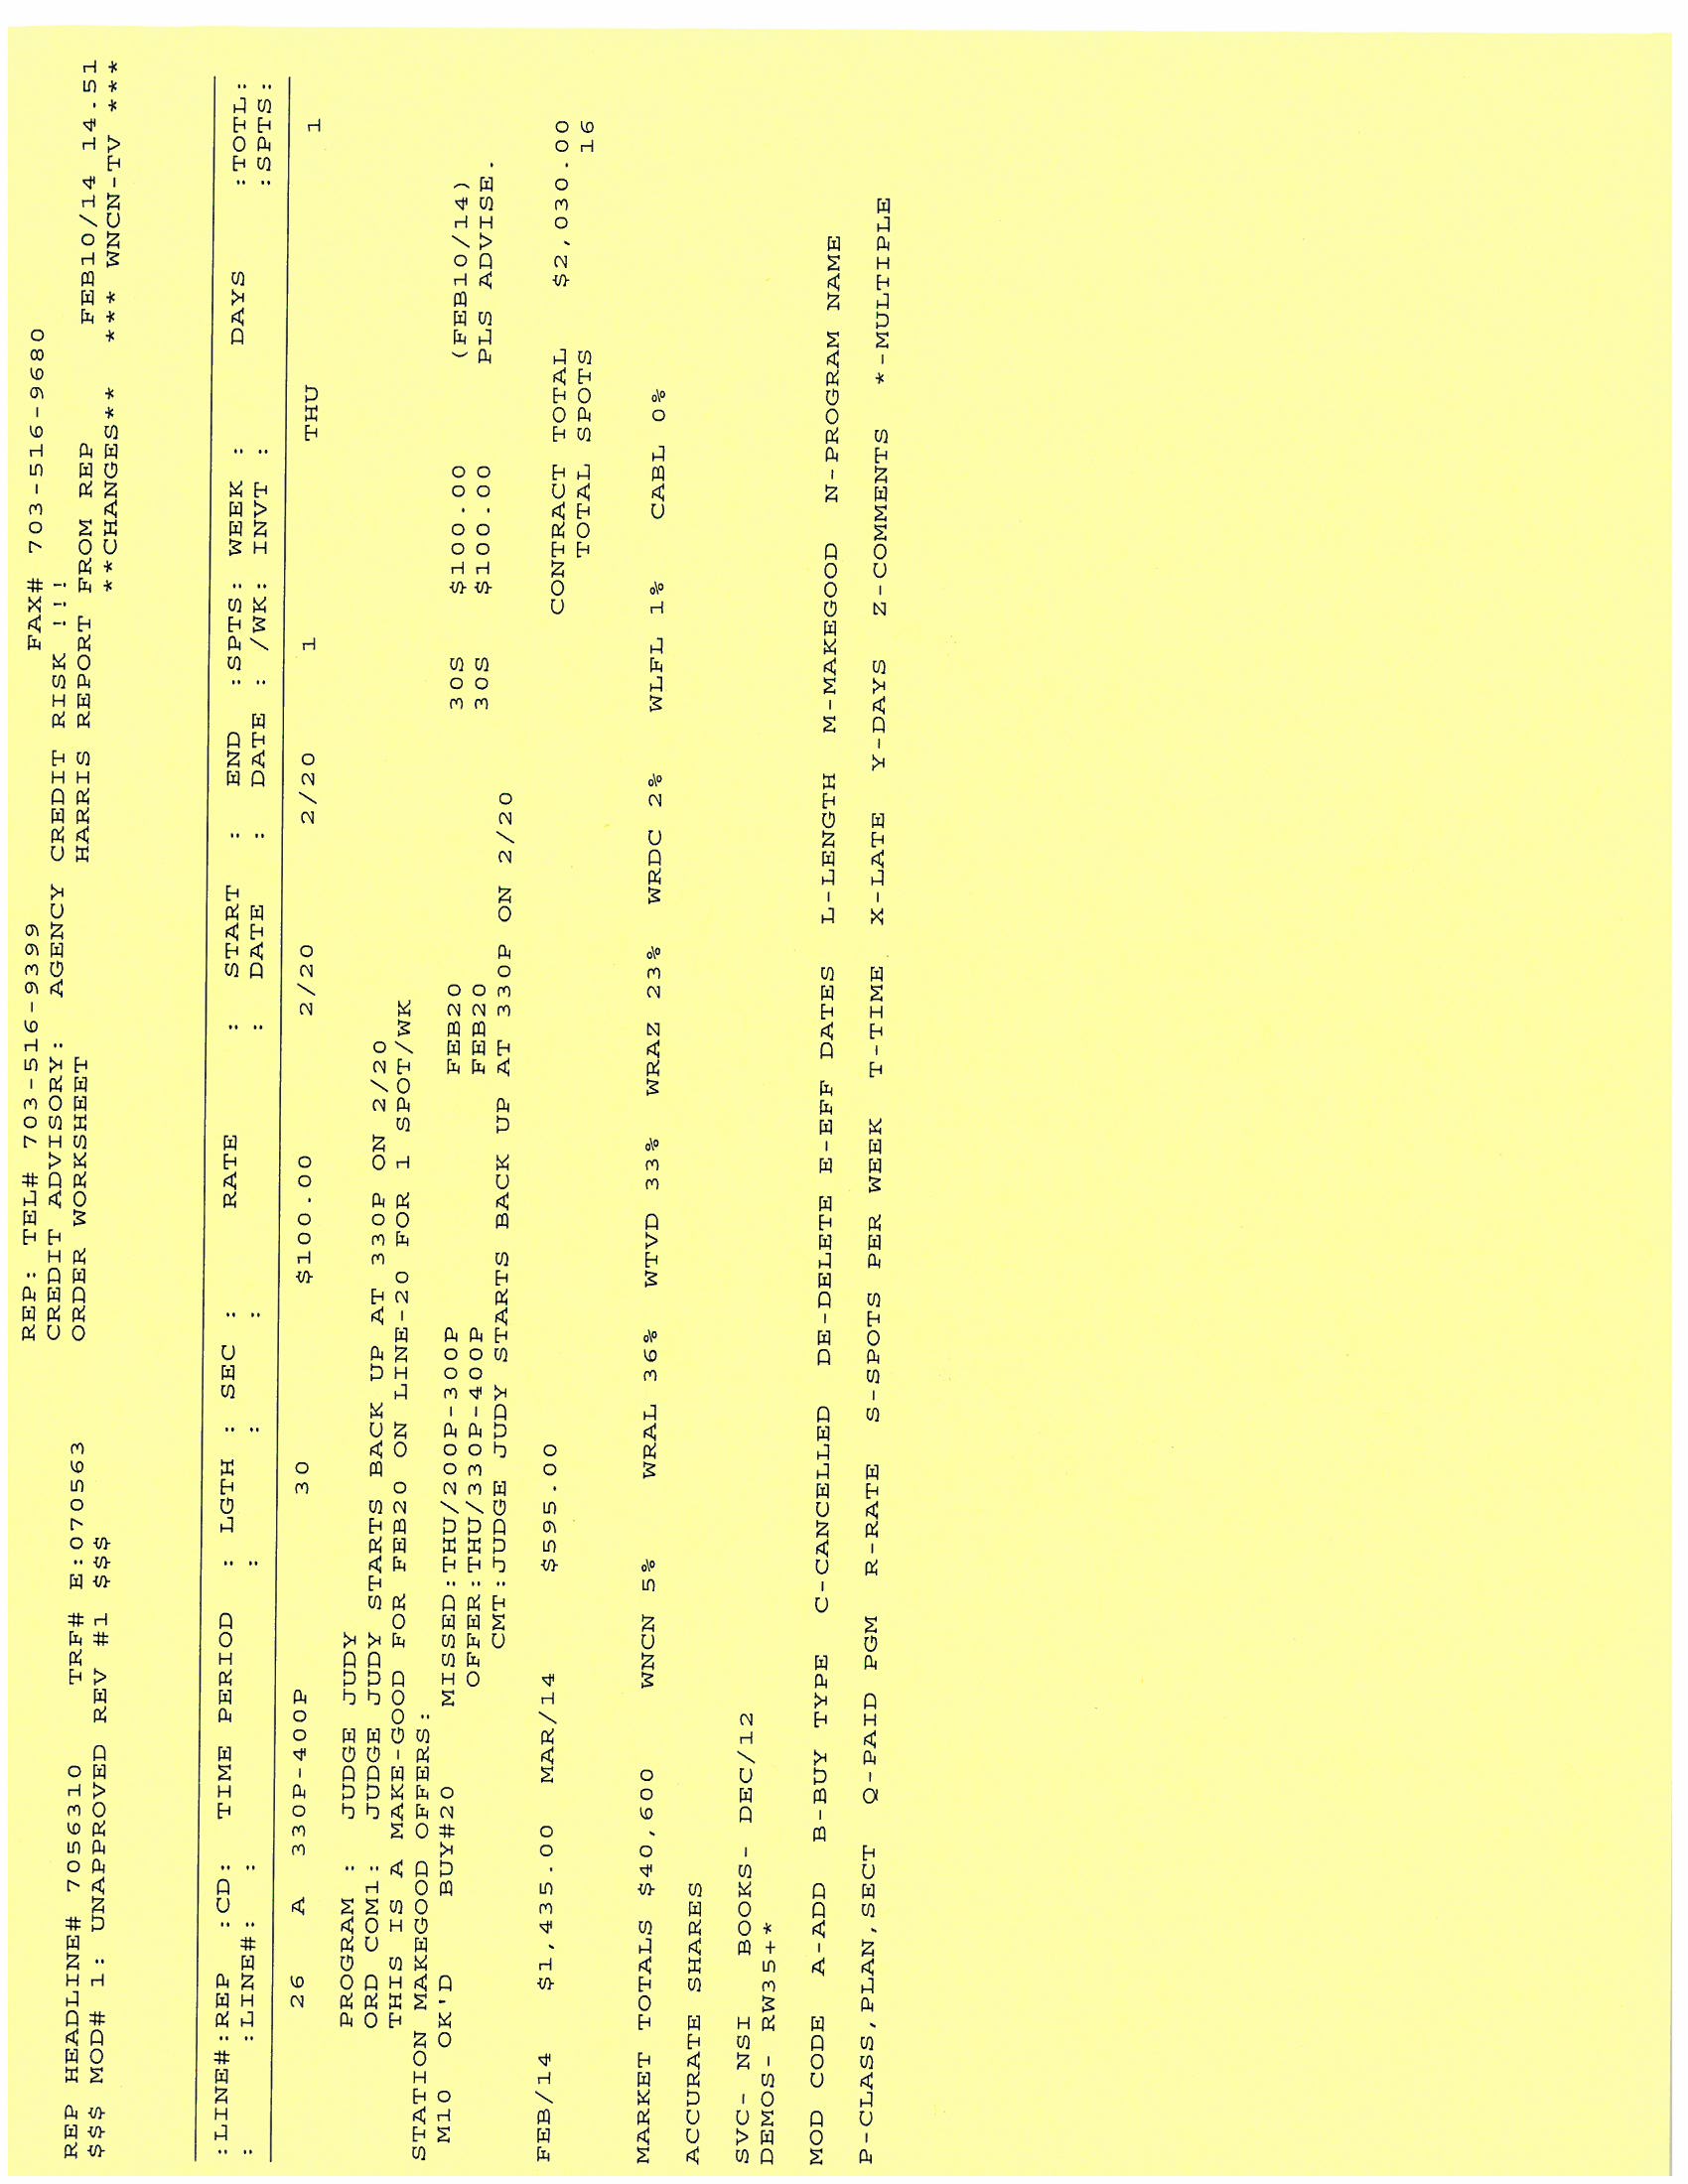 REP: TEL# 703-516-9399 FAX# 703-516-9680
CREDIT ADVISORY: AGENCY CREDIT RISK !!!
REP HEADLINE# 7056310 TRF# E:070563 ORDER WORKSHEET HARRIS REPORT FROM REP FEB10/14 14.51
$$$ MOD# 1: UNAPPROVED REV #1 $$$ **CHANGES** *** WNCN-TV ***
:LINE#:REP :CD: TIME PERIOD : LGTH : SEC : RATE : START : END :SPTS: WEEK : DAYS :TOTL:
: :LINE#: : : : : : DATE : DATE : /WK: INVT : :SPTS:
26 A 330P-400P 30 $100.00 2/20 2/20 1 THU 1
PROGRAM : JUDGE JUDY
ORD COM1: JUDGE JUDY STARTS BACK UP AT 330P ON 2/20
THIS IS A MAKE-GOOD FOR FEB20 ON LINE-20 FOR 1 SPOT/WK
STATION MAKEGOOD OFFERS:
M10 OK'D BUY#20 MISSED:THU/200P-300P FEB20 30S $100.00 (FEB10/14)
OFFER:THU/330P-400P FEB20 30S $100.00 PLS ADVISE.
CMT:JUDGE JUDY STARTS BACK UP AT 330P ON 2/20
FEB/14 $1,435.00 MAR/14 $595.00 CONTRACT TOTAL $2,030.00
TOTAL SPOTS 16
MARKET TOTALS $40,600 WNCN 5% WRAL 36% WTVD 33% WRAZ 23% WRDC 2% WLFL 1% CABL 0%
ACCURATE SHARES
SVC- NSI BOOKS- DEC/12
DEMOS- RW35+*
MOD CODE A-ADD B-BUY TYPE C-CANCELLED DE-DELETE E-EFF DATES L-LENGTH M-MAKEGOOD N-PROGRAM NAME
P-CLASS,PLAN,SECT Q-PAID PGM R-RATE S-SPOTS PER WEEK T-TIME X-LATE Y-DAYS Z-COMMENTS *-MULTIPLE